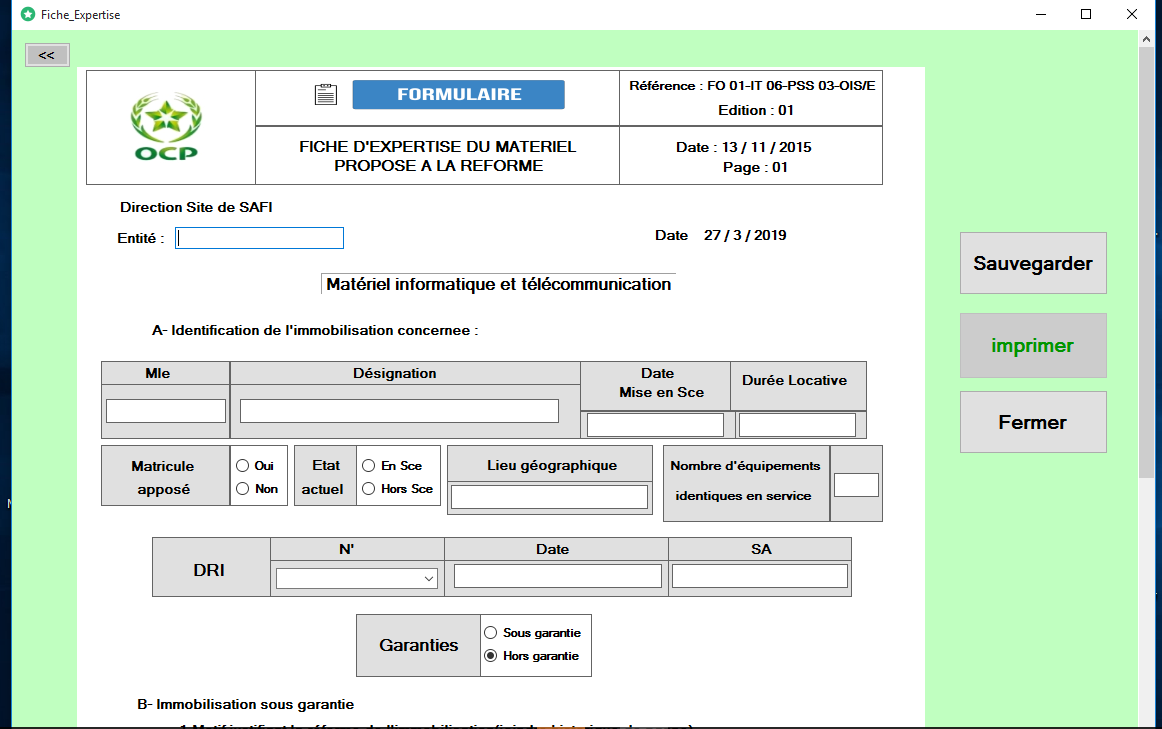 Fiche_Expertise
<<
FORMULAIRE
Référence : FO 01-IT 06-PSS 03-OIS/E
Edition : 01
OCP
FICHE D'EXPERTISE DU MATERIEL
PROPOSE A LA REFORME
Date : 13 / 11 / 2015
Page : 01
Direction Site de SAFI
Entité :
Date 27 / 3 / 2019
Sauvegarder
imprimer
Fermer
Matériel informatique et télécommunication
A- Identification de l'immobilisation concernee :
Mle
Désignation
Date
Mise en Sce
Durée Locative
Matricule
apposé
Oui
Non
Etat
actuel
En Sce
Hors Sce
Lieu géographique
Nombre d'équipements
identiques en service
DRI
N'
Date
SA
Garanties
Sous garantie
Hors garantie
B- Immobilisation sous garantie